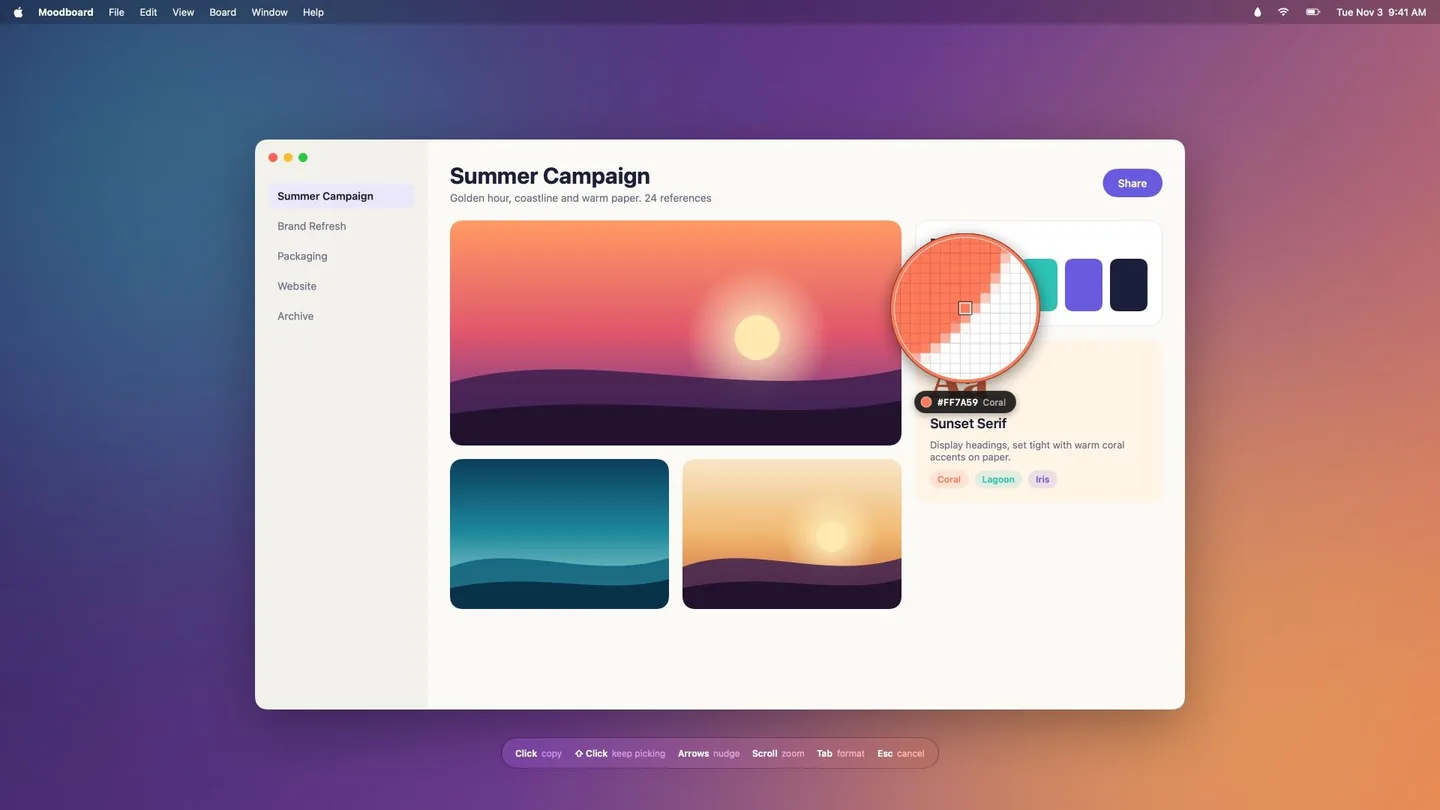 Moodboard File Edit View Board Window Help
Tue Nov 3 9:41 AM
Summer Campaign
Brand Refresh
Packaging
Website
Archive
Summer Campaign
Golden hour, coastline and warm paper. 24 references
Share
#FF7A59 Coral
Sunset Serif
Display headings, set tight with warm coral
accents on paper.
Coral Lagoon Iris
Click copy ⇧ Click keep picking Arrows nudge Scroll zoom Tab format Esc cancel